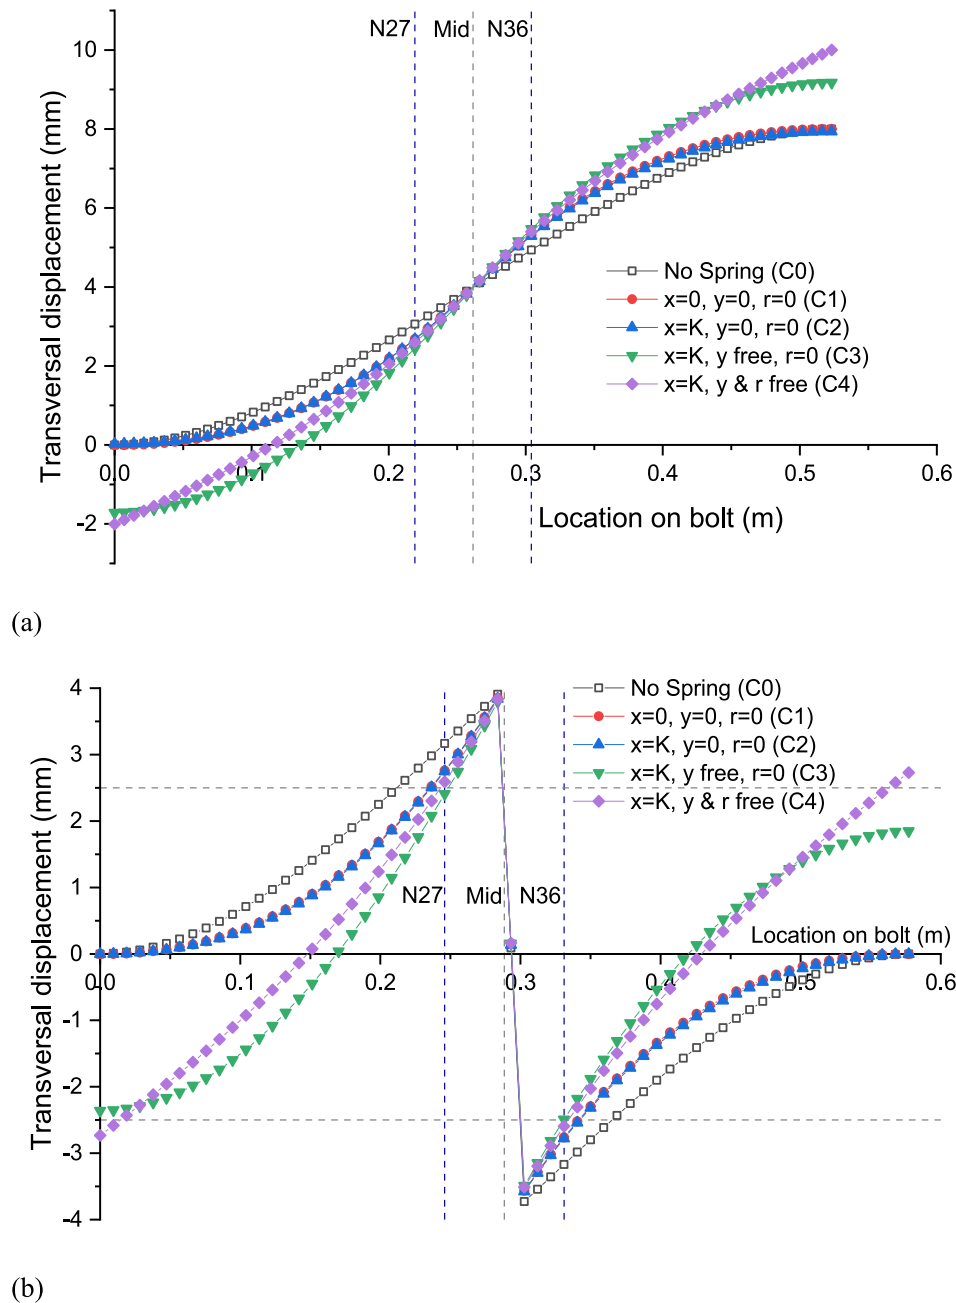 N27 Mid N36
10
8
6
4
2
0
-2
0.0 0.1 0.2 0.3 0.4 0.5 0.6
Transversal displacement (mm)
Location on bolt (m)
No Spring (C0)
x=0, y=0, r=0 (C1)
x=K, y=0, r=0 (C2)
x=K, y free, r=0 (C3)
x=K, y & r free (C4)
(a)
4
3
2
1
0
-1
-2
-3
-4
0.0 0.1 0.2 0.3 0.4 0.5 0.6
Transversal displacement (mm)
No Spring (C0)
x=0, y=0, r=0 (C1)
x=K, y=0, r=0 (C2)
x=K, y free, r=0 (C3)
x=K, y & r free (C4)
N27 Mid N36
Location on bolt (m)
(b)